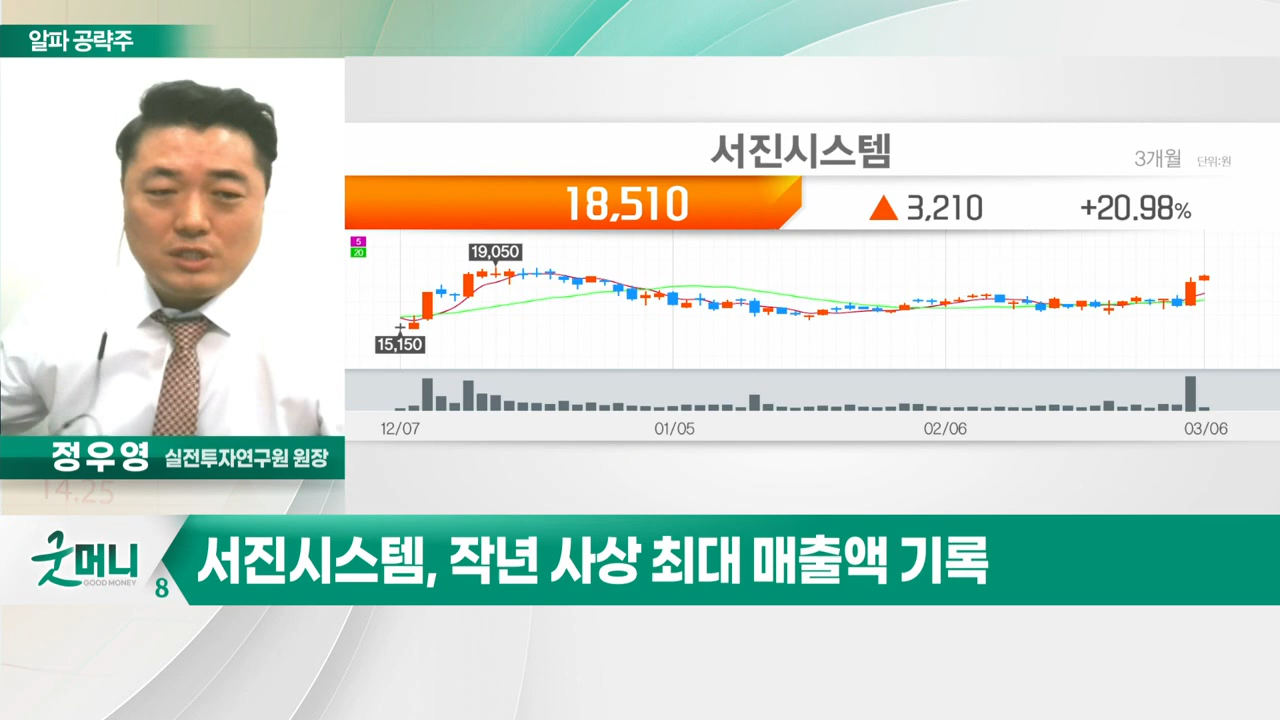 알파 공략주
서진시스템
3개월 단위:원
18,510
▲ 3,210 +20.98%
5
20
19,050
15,150
12/07 01/05 02/06 03/06
정우영 실전투자연구원 원장
14.25
굿머니
GOOD MONEY
8
서진시스템, 작년 사상 최대 매출액 기록